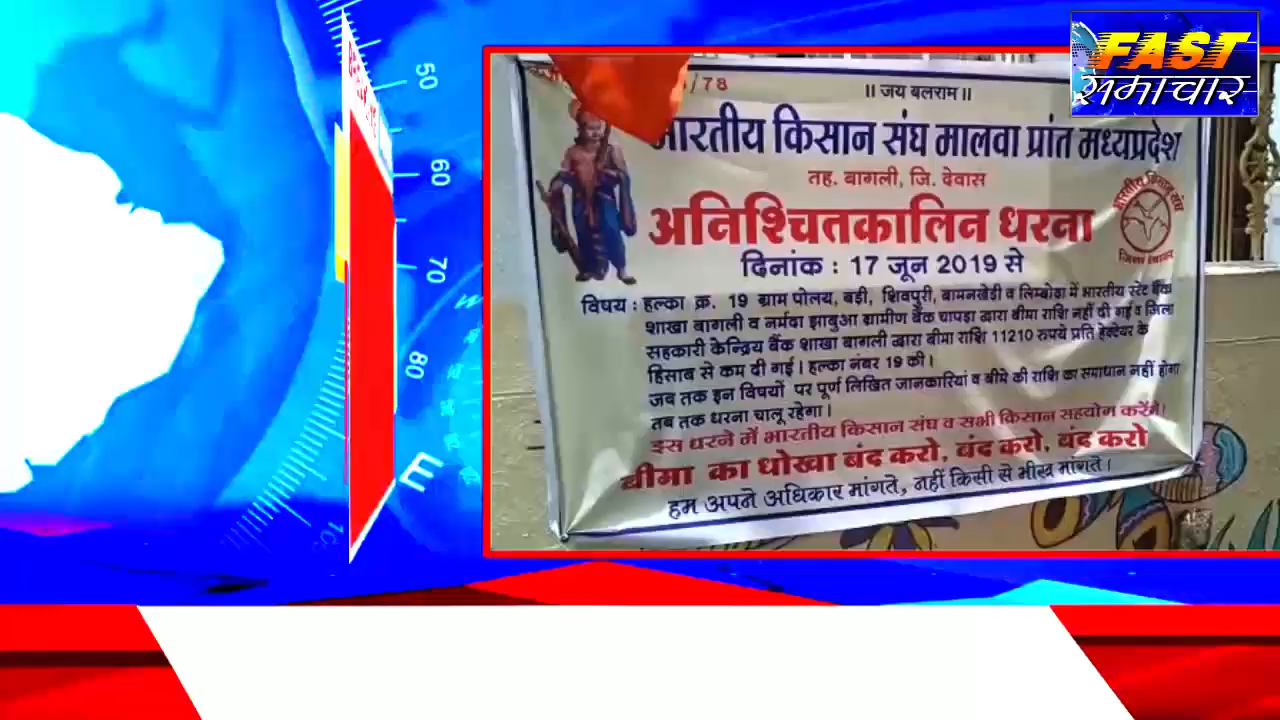 FAST
समाचार
50
60
70
80
E
/78
॥ जय बलराम ॥
भारतीय किसान संघ मालवा प्रांत मध्यप्रदेश
तह. बागली, जि. देवास
अनिश्चितकालिन धरना
दिनांक : 17 जून 2019 से
भारतीय किसान संघ
जिला देवास
विषय : हल्का क्र. 19 ग्राम पोलय, बड़ी, शिवपुरी, बामनखेड़ी व लिम्बोदा में भारतीय स्टेट बैंक
शाखा बागली व नर्मदा झाबुआ ग्रामीण बैंक चापड़ा द्वारा बीमा राशि नहीं दी गई व जिला
सहकारी केन्द्रिय बैंक शाखा बागली द्वारा बीमा राशि 11210 रुपये प्रति हेक्टेयर के
हिसाब से कम दी गई। हल्का नंबर 19 की।
जब तक इन विषयों पर पूर्ण लिखित जानकारियां व बीमे की राशि का समाधान नहीं होगा
तब तक धरना चालू रहेगा।
इस धरने में भारतीय किसान संघ व सभी किसान सहयोग करेंगे।
बीमा का धोखा बंद करो, बंद करो, बंद करो
हम अपने अधिकार मांगते, नहीं किसी से भीख मांगते।